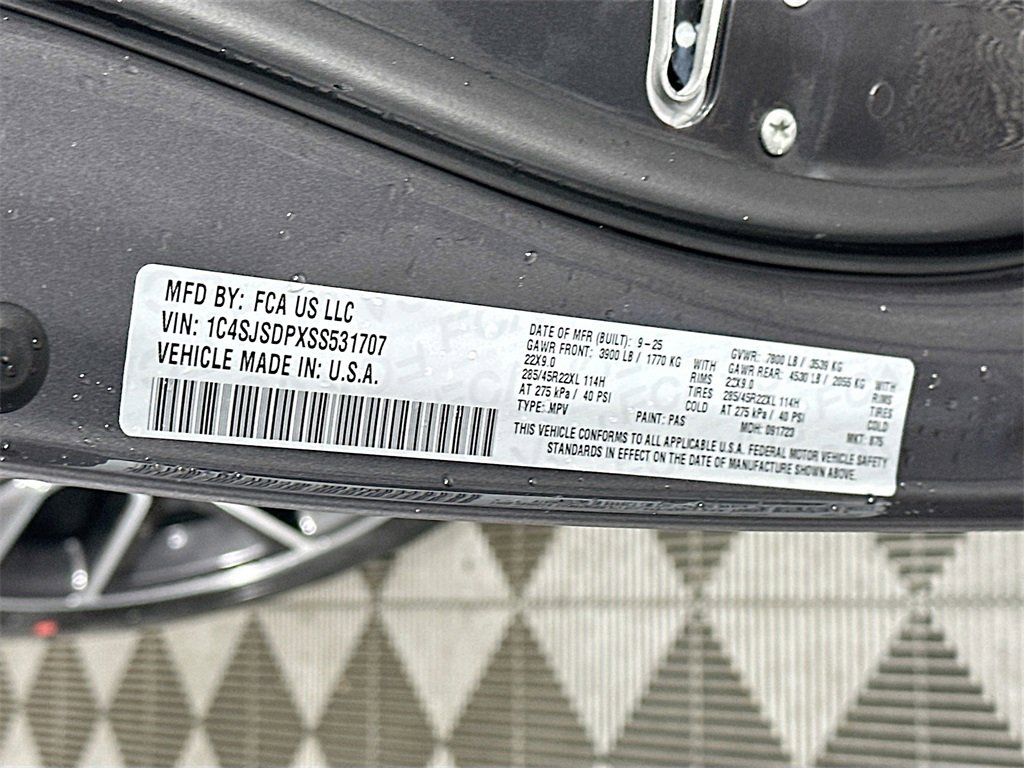 MFD BY: FCA US LLC
VIN: 1C4SJSDPXSS531707
VEHICLE MADE IN: U.S.A.
DATE OF MFR (BUILT): 9-25 GVWR: 7800 LB / 3539 KG
GAWR FRONT: 3900 LB / 1770 KG WITH GAWR REAR: 4530 LB / 2055 KG WITH
22X9.0 RIMS 22X9.0 RIMS
285/45R22XL 114H TIRES 285/45R22XL 114H TIRES
AT 275 kPa / 40 PSI COLD AT 275 kPa / 40 PSI COLD
TYPE: MPV PAINT: PAS MDH: 091723 MKT: 875
THIS VEHICLE CONFORMS TO ALL APPLICABLE U.S.A. FEDERAL MOTOR VEHICLE SAFETY
STANDARDS IN EFFECT ON THE DATE OF MANUFACTURE SHOWN ABOVE.